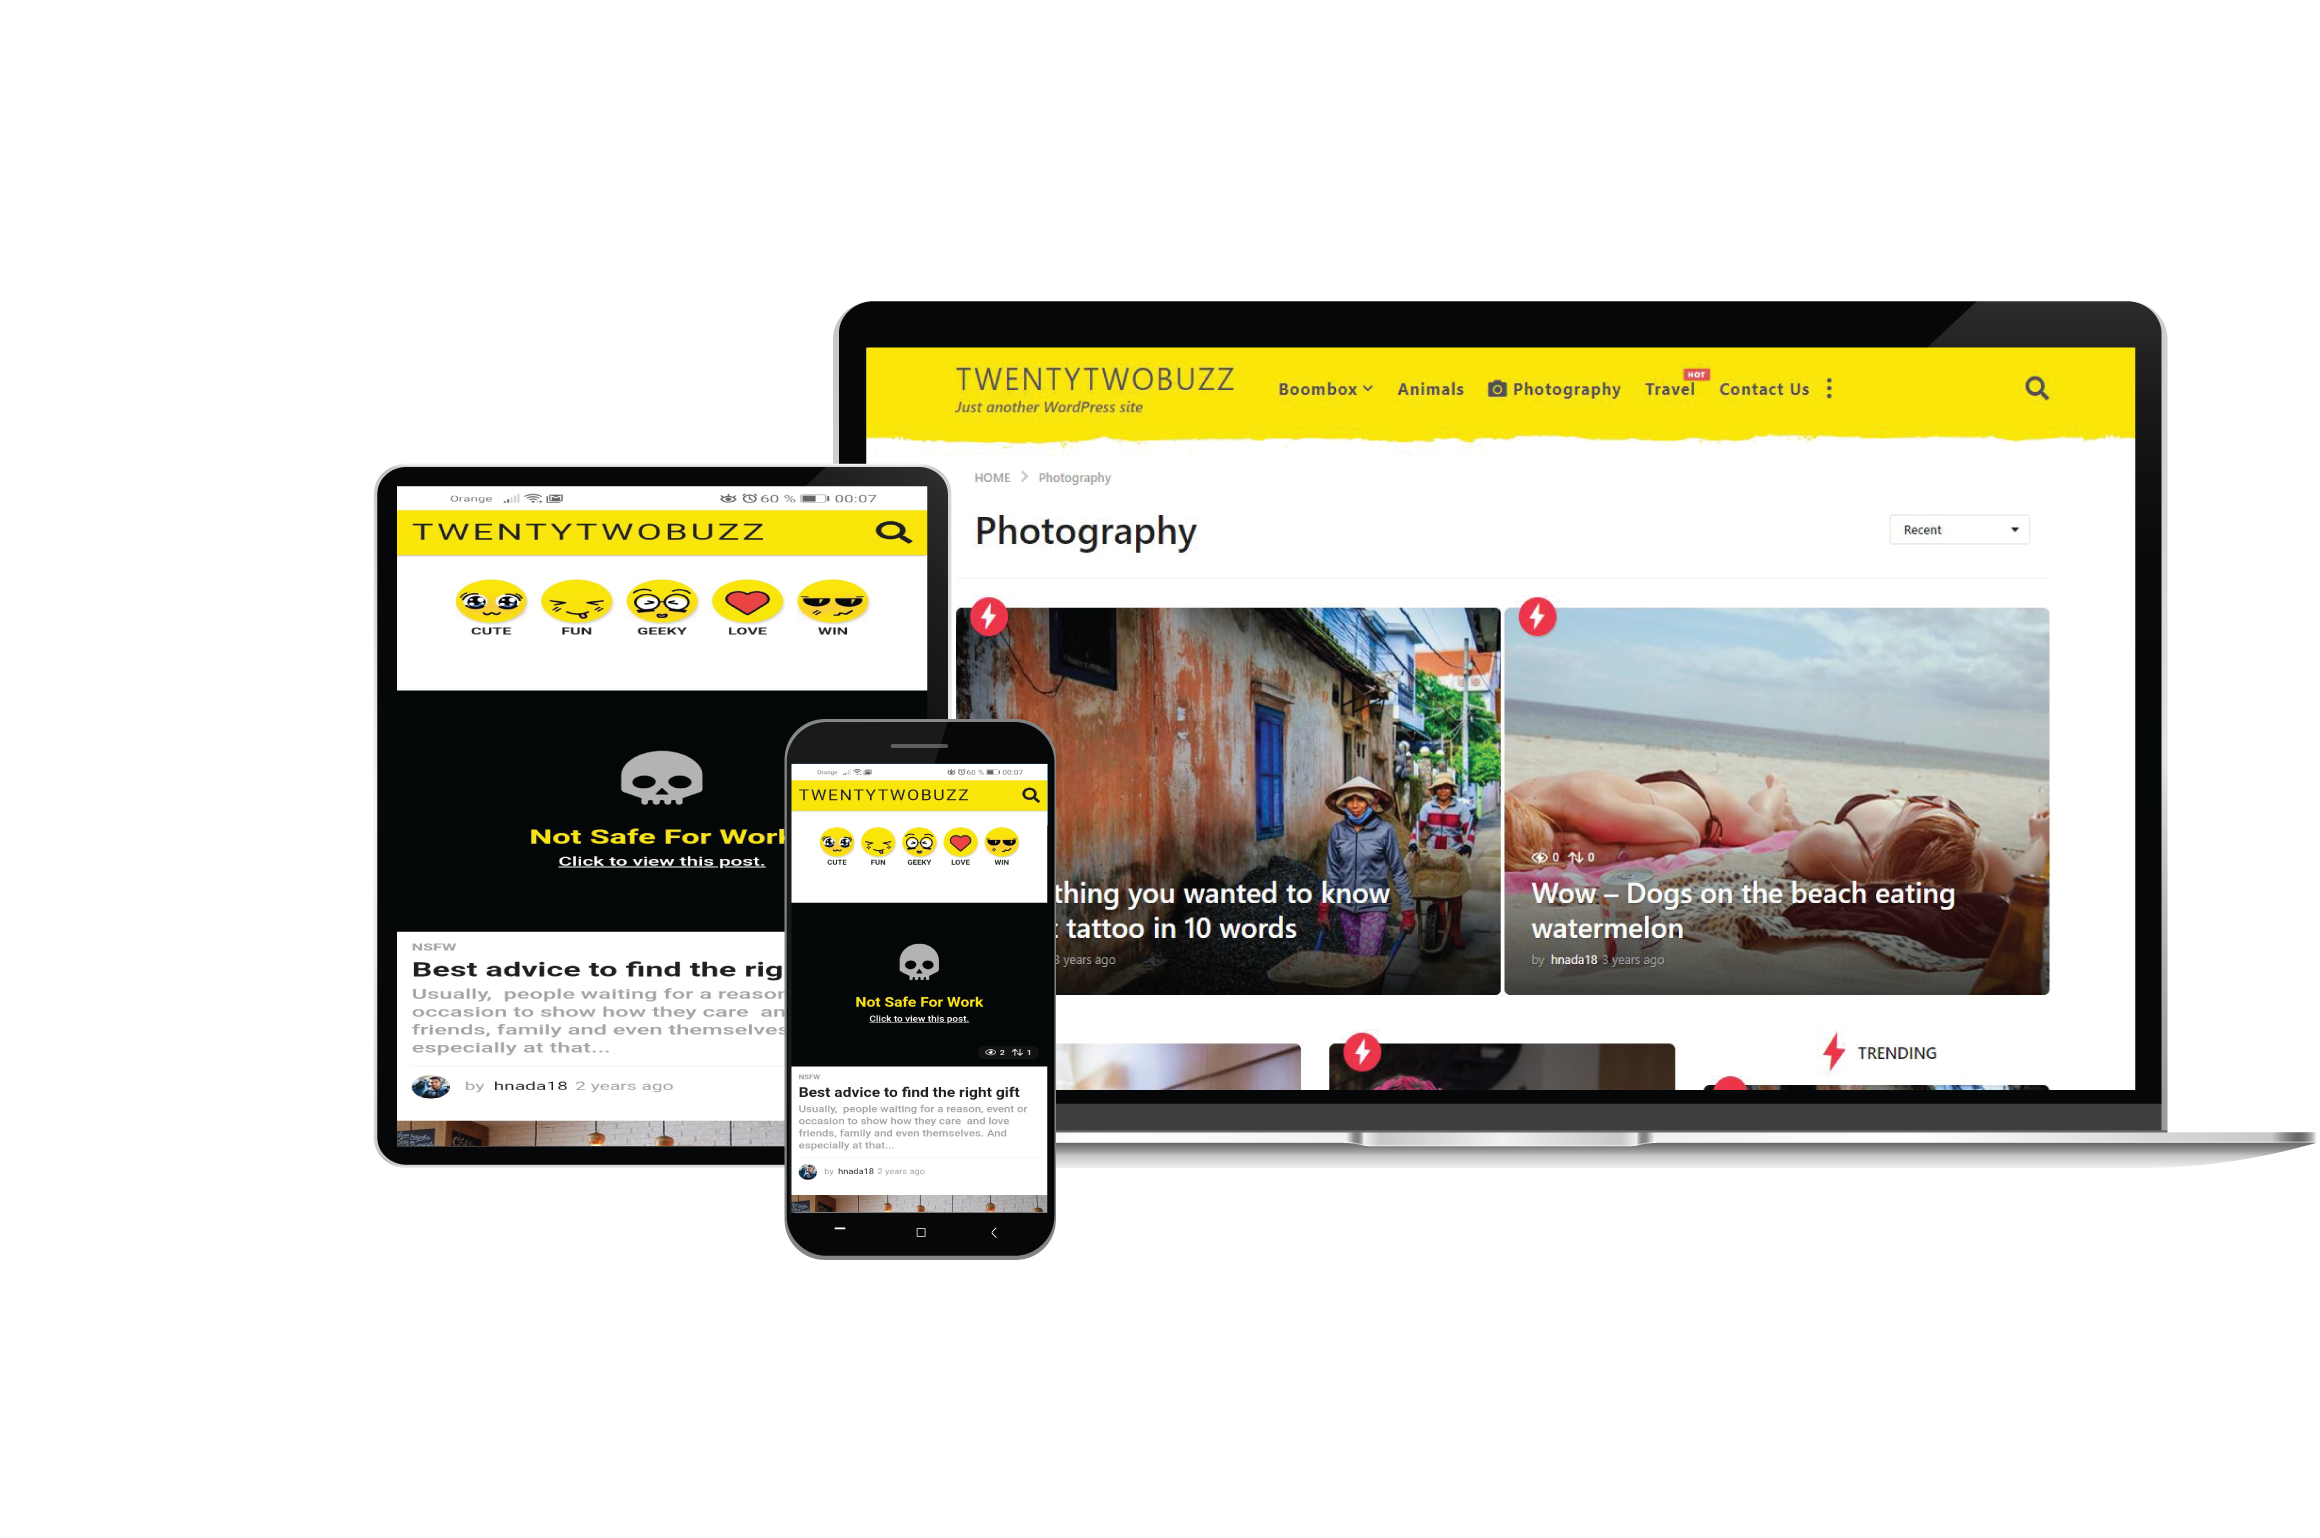 TWENTYTWOBUZZ
Just another WordPress site
Boombox
Animals
Photography
Travel
HOT
Contact Us
HOME
Photography
Photography
Recent
thing you wanted to know
tattoo in 10 words
3 years ago
0 0
Wow – Dogs on the beach eating
watermelon
by hnada18 3 years ago
TRENDING
Orange
60 %
00:07
TWENTYTWOBUZZ
CUTE
FUN
GEEKY
LOVE
WIN
Not Safe For Work
Click to view this post.
NSFW
Best advice to find the rig
Usually, people waiting for a reason
occasion to show how they care an
friends, family and even themselves
especially at that...
by hnada18 2 years ago
Orange
60 %
00:07
TWENTYTWOBUZZ
CUTE
FUN
GEEKY
LOVE
WIN
Not Safe For Work
Click to view this post.
2 1
NSFW
Best advice to find the right gift
Usually, people waiting for a reason, event or
occasion to show how they care and love
friends, family and even themselves. And
especially at that...
by hnada18 2 years ago